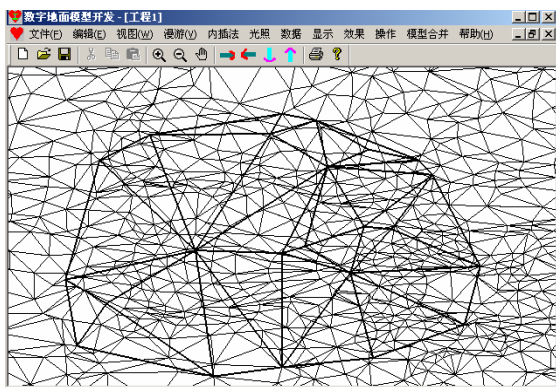 数字地面模型开发 - [工程1]
文件(F) 编辑(E) 视图(W) 漫游(V) 内插法 光照 数据 显示 效果 操作 模型合并 帮助(H)